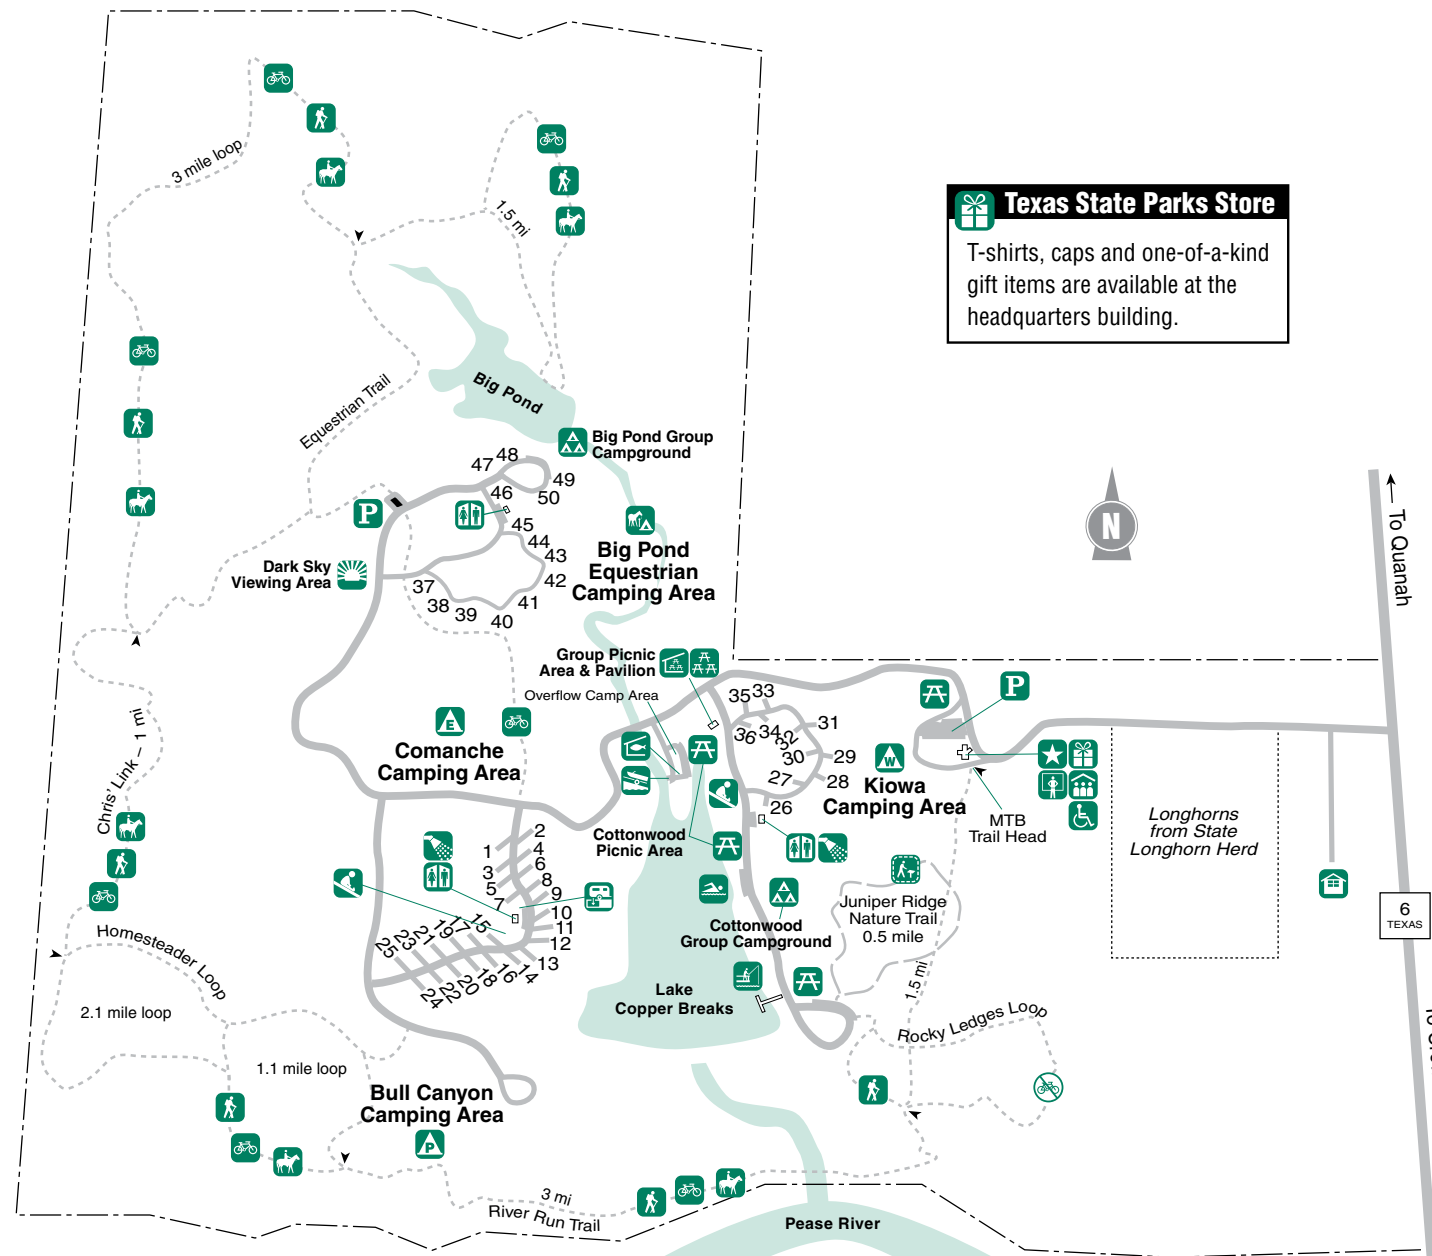 3 mile loop
1.5 mi
Texas State Parks Store
T-shirts, caps and one-of-a-kind
gift items are available at the
headquarters building.
Big Pond
Equestrian Trail
Big Pond Group
Campground
48
47
49
46
50
P
45
44
43
42
41
40
39
38
37
N
To Quanah
Dark Sky
Viewing Area
Big Pond
Equestrian
Camping Area
Group Picnic
Area & Pavilion
Overflow Camp Area
35
33
31
36
34
32
30
29
28
27
26
P
E
Comanche
Camping Area
W
Kiowa
Camping Area
MTB
Trail Head
Longhorns
from State
Longhorn Herd
Chris' Link – 1 mi
Cottonwood
Picnic Area
2
4
1
6
3
8
5
9
7
10
11
12
13
15
17
19
21
23
25
14
16
18
20
22
24
Juniper Ridge
Nature Trail
0.5 mile
Cottonwood
Group Campground
6
TEXAS
Homesteader Loop
2.1 mile loop
1.1 mile loop
Lake
Copper Breaks
1.5 mi
Rocky Ledges Loop
Bull Canyon
Camping Area
P
3 mi
River Run Trail
Pease River